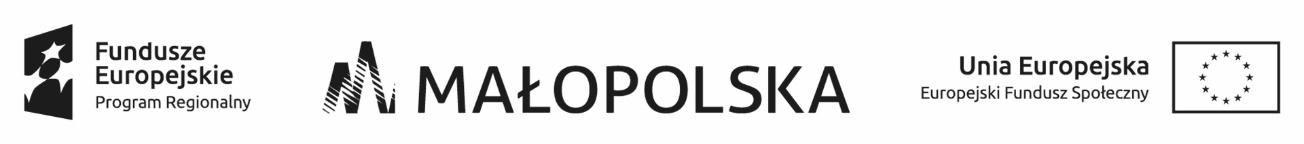 Fundusze
Europejskie
Program Regionalny
MAŁOPOLSKA
Unia Europejska
Europejski Fundusz Społeczny